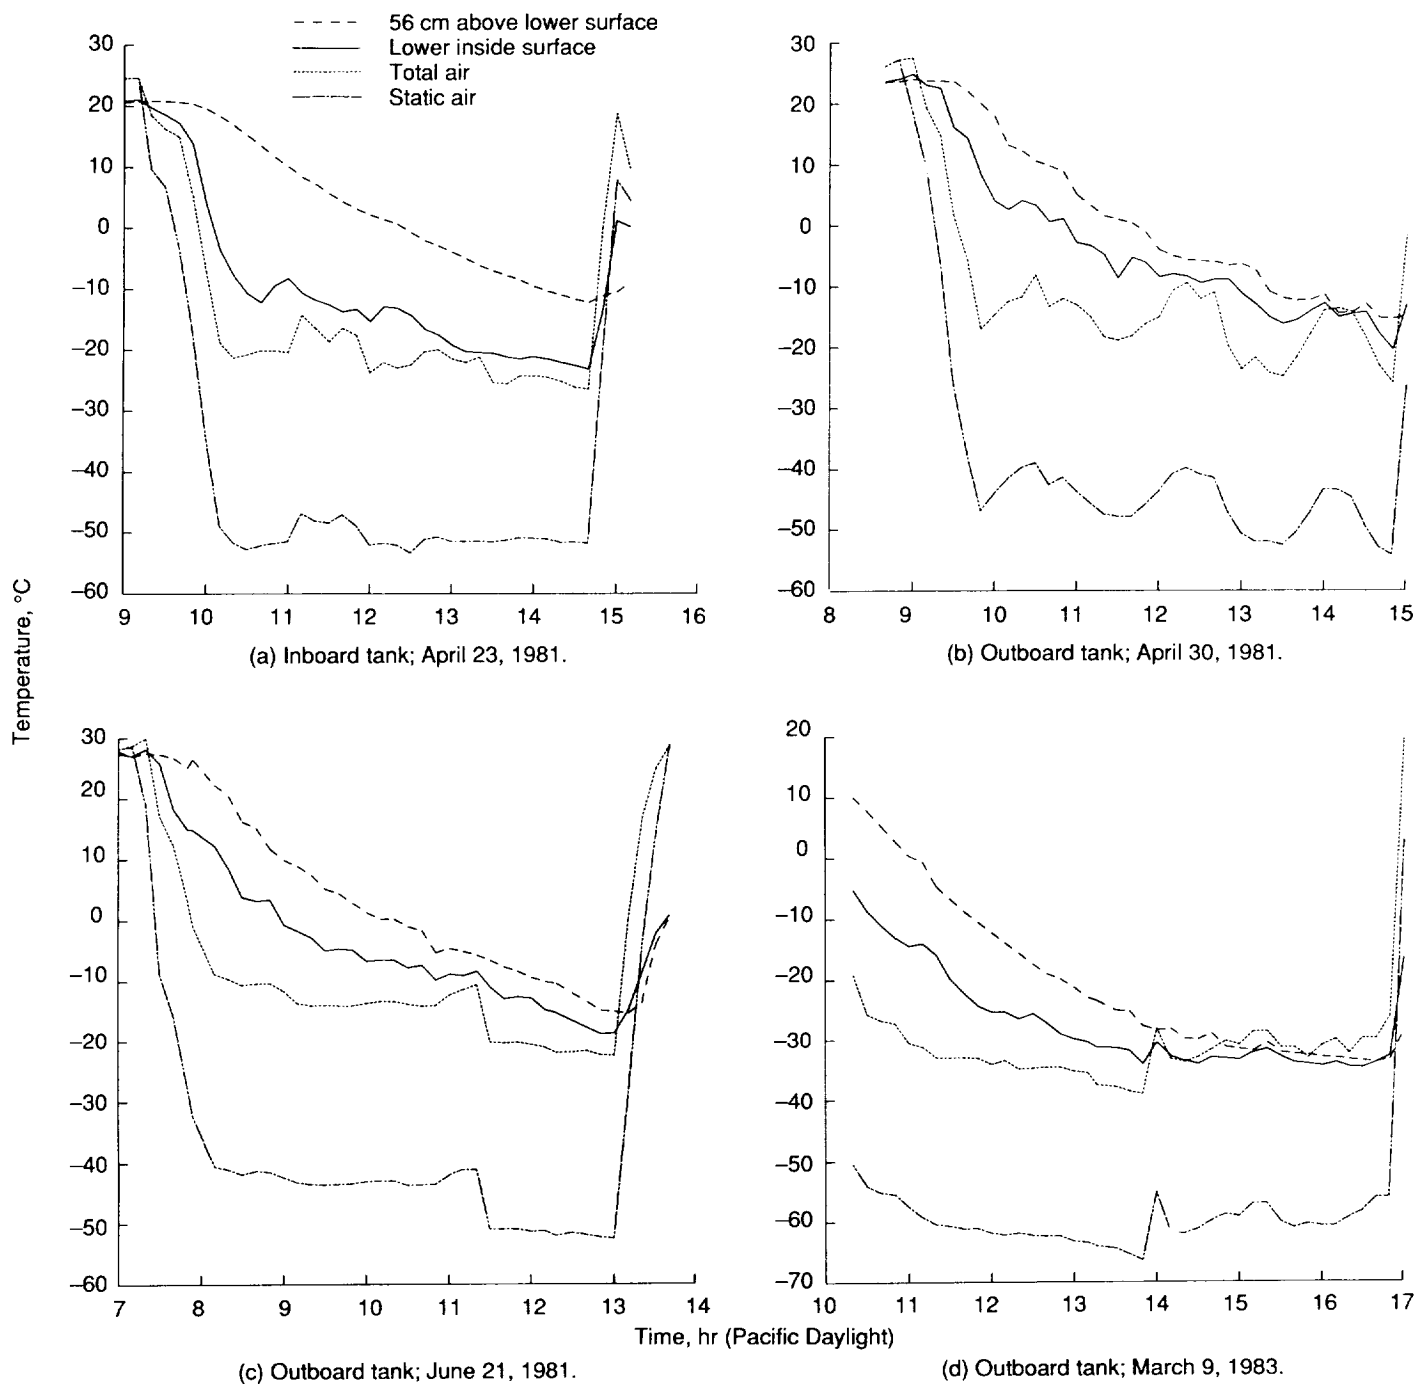 56 cm above lower surface
Lower inside surface
Total air
Static air
30
20
10
0
−10
−20
−30
−40
−50
−60
9 10 11 12 13 14 15 16
(a) Inboard tank; April 23, 1981.
30
20
10
0
−10
−20
−30
−40
−50
−60
8 9 10 11 12 13 14 15
(b) Outboard tank; April 30, 1981.
Temperature, °C
30
20
10
0
−10
−20
−30
−40
−50
−60
7 8 9 10 11 12 13 14
(c) Outboard tank; June 21, 1981.
20
10
0
−10
−20
−30
−40
−50
−60
−70
10 11 12 13 14 15 16 17
Time, hr (Pacific Daylight)
(d) Outboard tank; March 9, 1983.